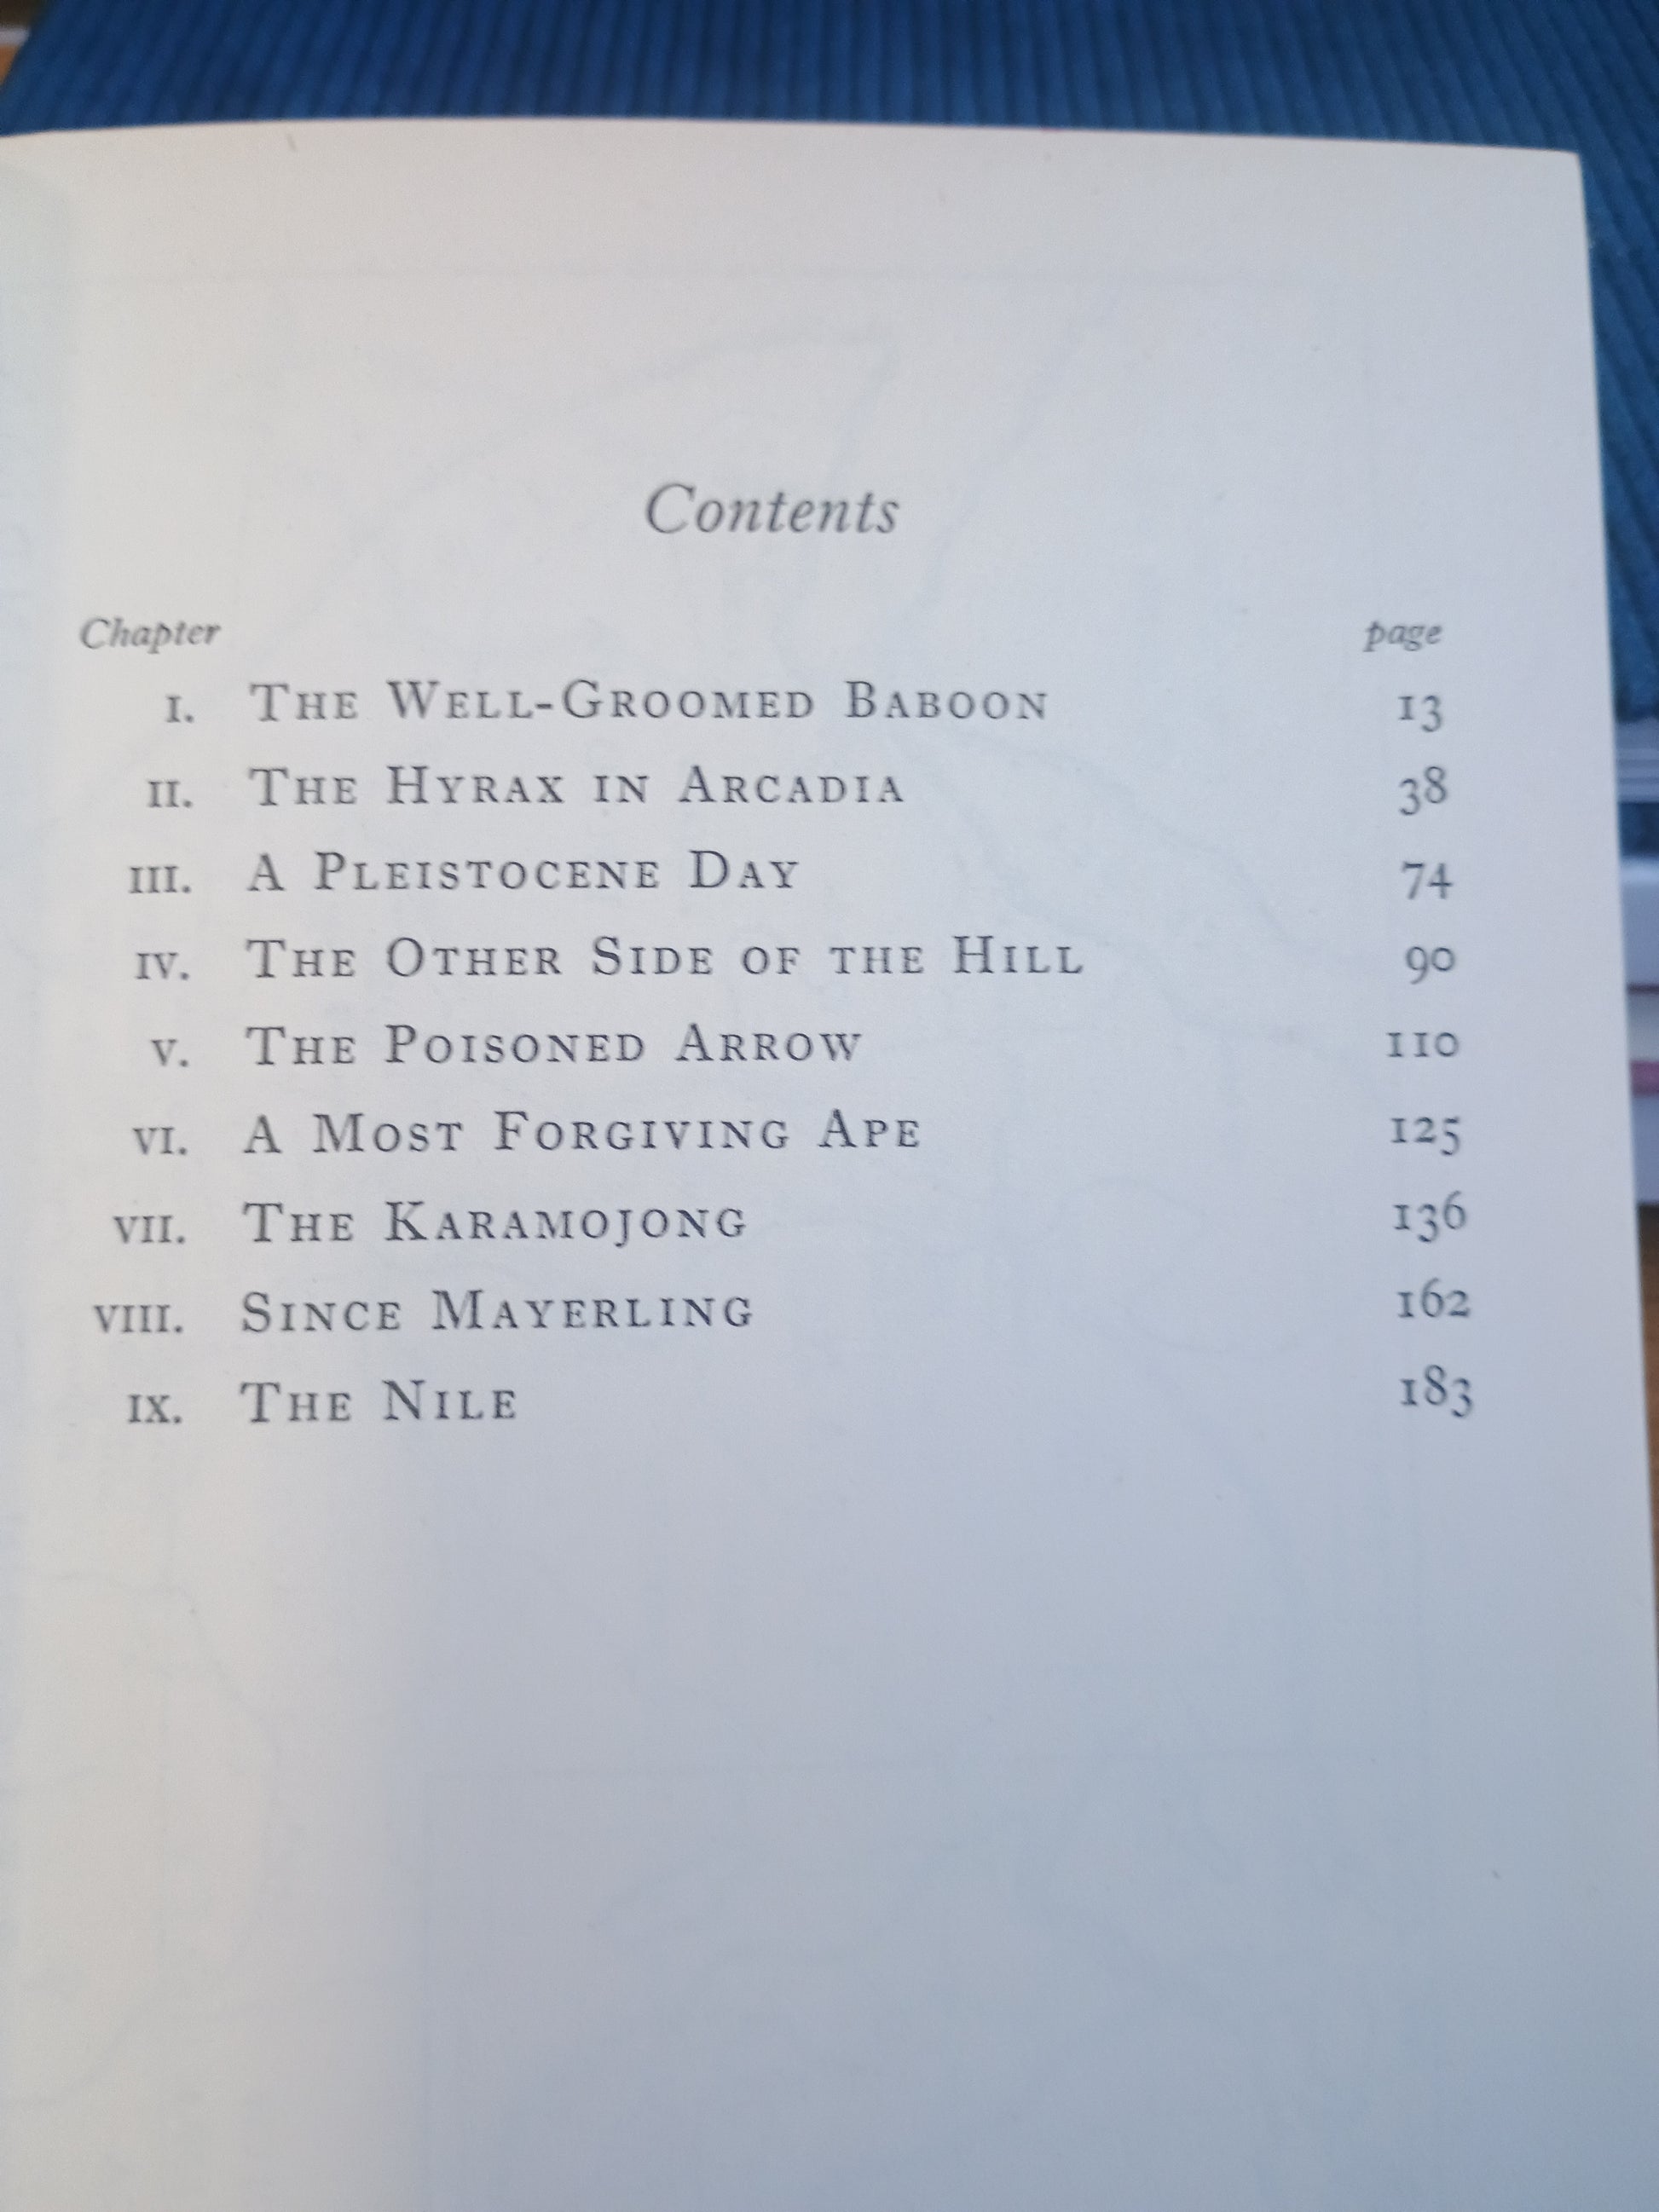 Contents
Chapter page
I. THE WELL-GROOMED BABOON 13
II. THE HYRAX IN ARCADIA 38
III. A PLEISTOCENE DAY 74
IV. THE OTHER SIDE OF THE HILL 90
V. THE POISONED ARROW 110
VI. A MOST FORGIVING APE 125
VII. THE KARAMOJONG 136
VIII. SINCE MAYERLING 162
IX. THE NILE 183